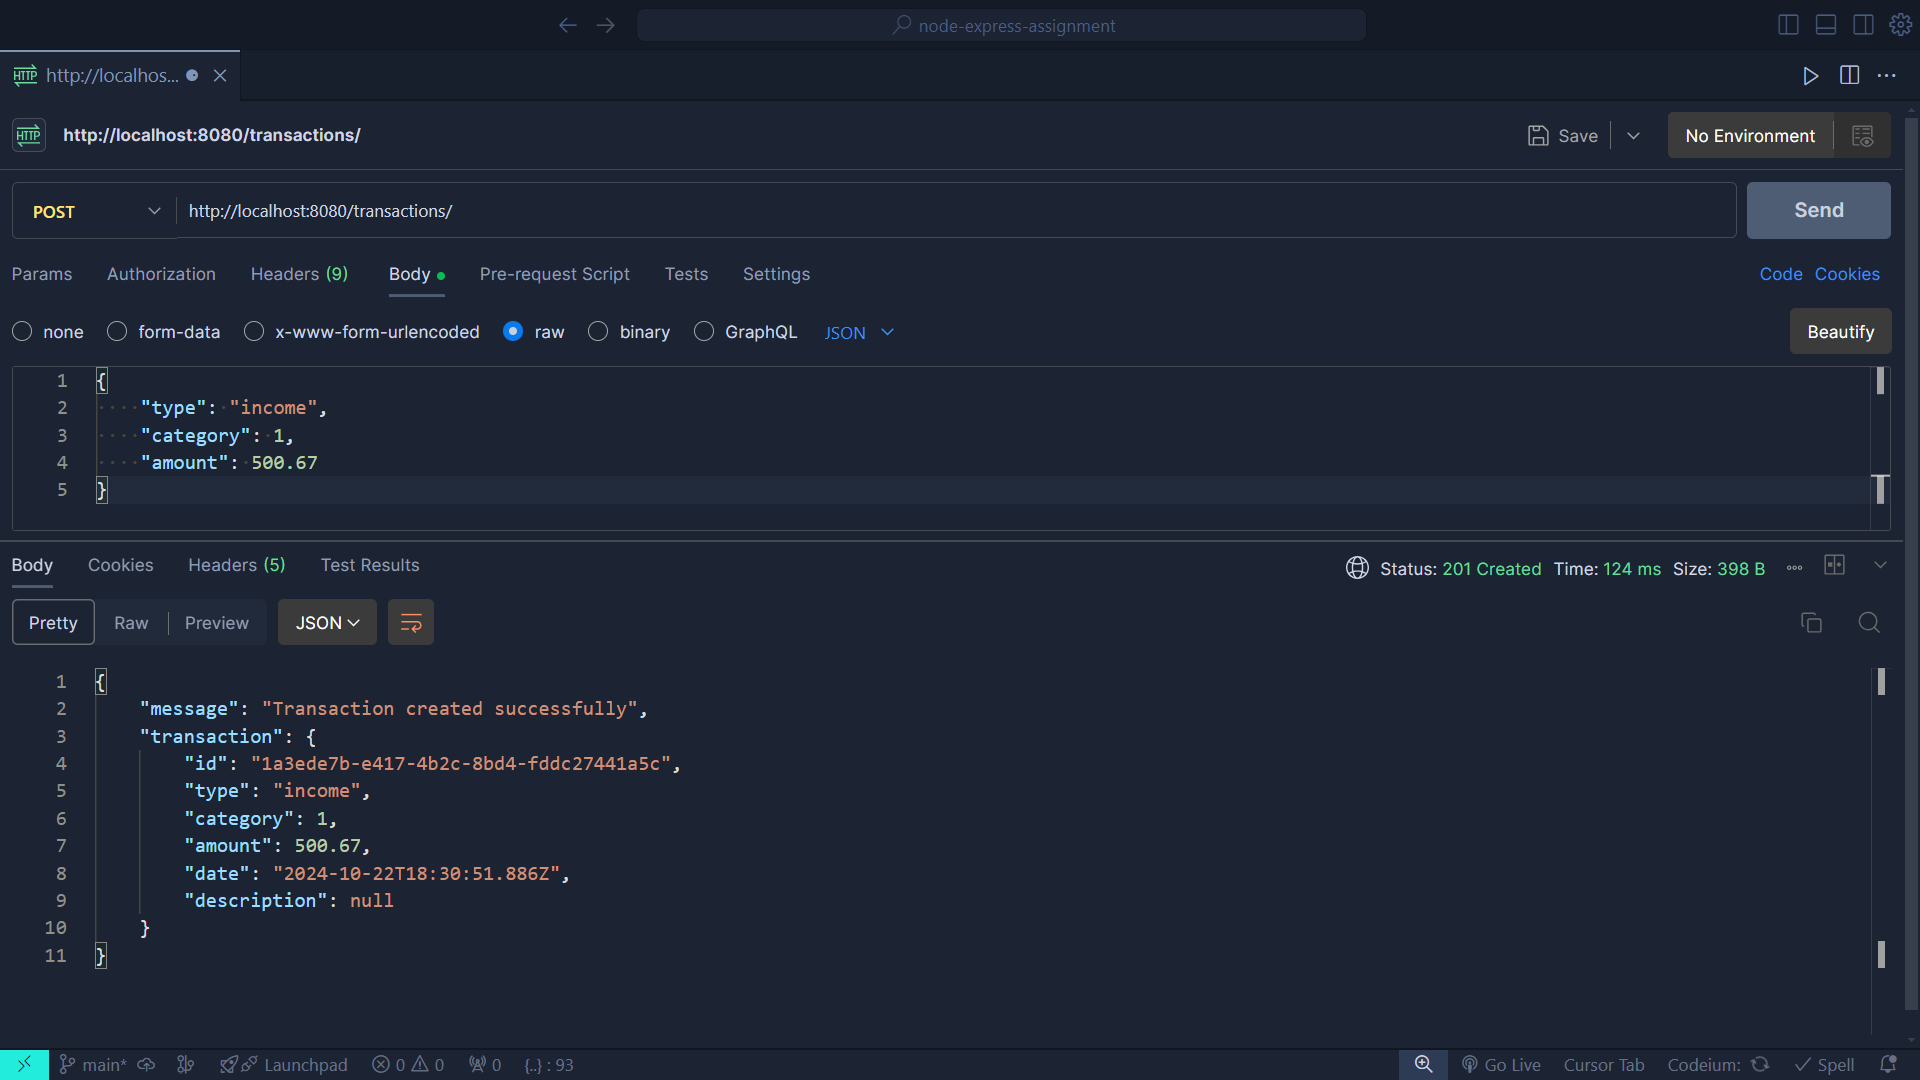 node-express-assignment
HTTP http://localhos...
HTTP http://localhost:8080/transactions/ Save No Environment
POST http://localhost:8080/transactions/ Send
Params Authorization Headers (9) Body Pre-request Script Tests Settings Code Cookies
none form-data x-www-form-urlencoded raw binary GraphQL JSON Beautify
1 {
2 "type": "income",
3 "category": 1,
4 "amount": 500.67
5 }
Body Cookies Headers (5) Test Results Status: 201 Created Time: 124 ms Size: 398 B
Pretty Raw Preview JSON
1 {
2 "message": "Transaction created successfully",
3 "transaction": {
4 "id": "1a3ede7b-e417-4b2c-8bd4-fddc27441a5c",
5 "type": "income",
6 "category": 1,
7 "amount": 500.67,
8 "date": "2024-10-22T18:30:51.886Z",
9 "description": null
10 }
11 }
main* Launchpad 0 0 0 {..} : 93 Go Live Cursor Tab Codeium: Spell